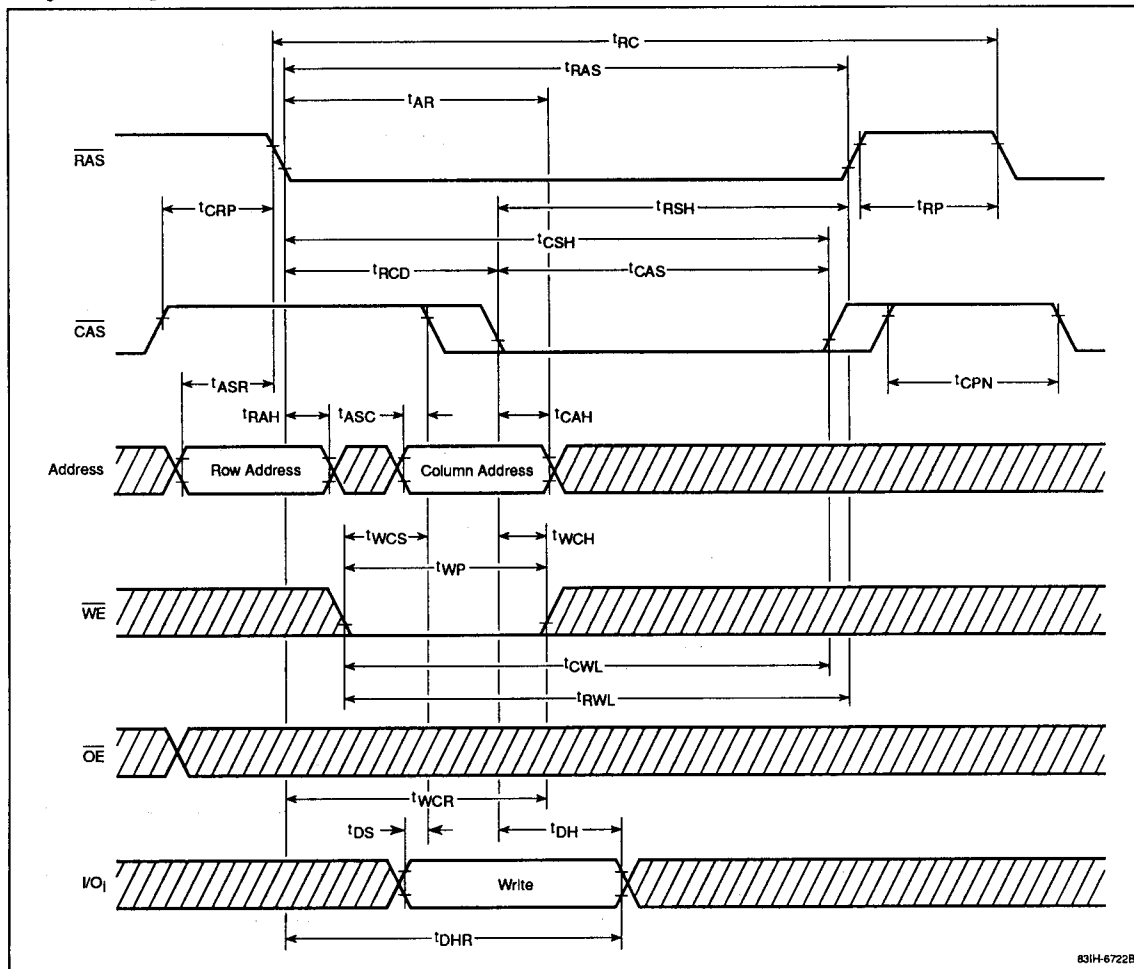 tRC
tRAS
tAR
RAS
tCRP
tRSH
tRP
tCSH
tRCD
tCAS
CAS
tASR
tCPN
tRAH
tASC
tCAH
Address
Row Address
Column Address
tWCS
tWCH
tWP
WE
tCWL
tRWL
OE
tWCR
tDS
tDH
I/Oi
Write
tDHR
83IH-6722B